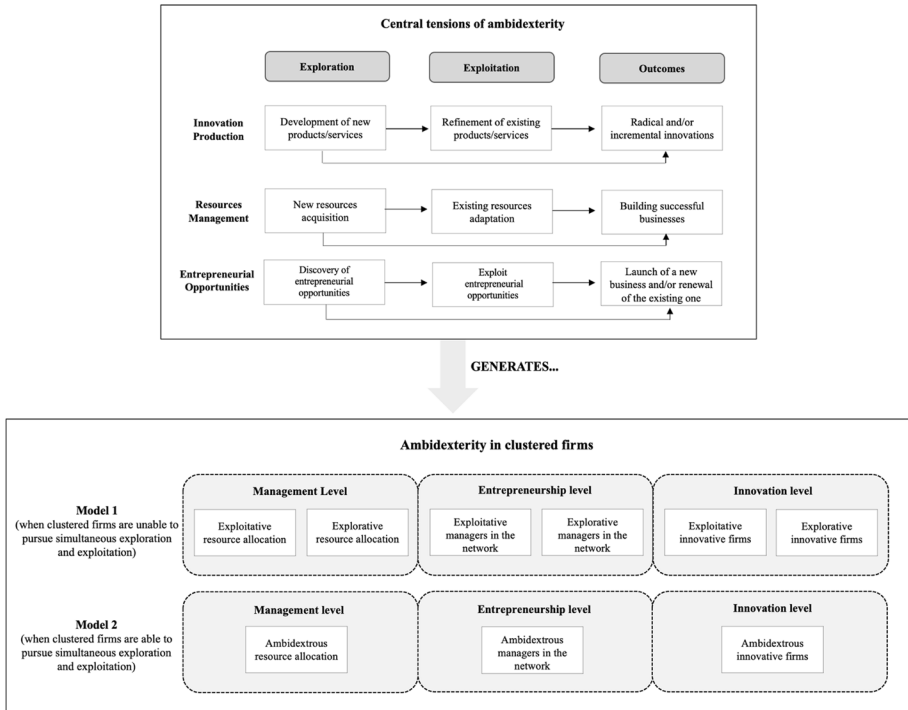 Central tensions of ambidexterity
Exploration
Exploitation
Outcomes
Innovation
Production
Development of new
products/services
Refinement of existing
products/services
Radical and/or
incremental innovations
Resources
Management
New resources
acquisition
Existing resources
adaptation
Building successful
businesses
Entrepreneurial
Opportunities
Discovery of
entrepreneurial
opportunities
Exploit
entrepreneurial
opportunities
Launch of a new
business and/or renewal
of the existing one
GENERATES...
Ambidexterity in clustered firms
Model 1
(when clustered firms are unable to
pursue simultaneous exploration
and exploitation)
Management Level
Exploitative
resource allocation
Explorative
resource allocation
Entrepreneurship level
Exploitative
managers in the
network
Explorative
managers in the
network
Innovation level
Exploitative
innovative firms
Explorative
innovative firms
Model 2
(when clustered firms are able to
pursue simultaneous exploration
and exploitation)
Management level
Ambidextrous
resource allocation
Entrepreneurship level
Ambidextrous
managers in the
network
Innovation level
Ambidextrous
innovative firms